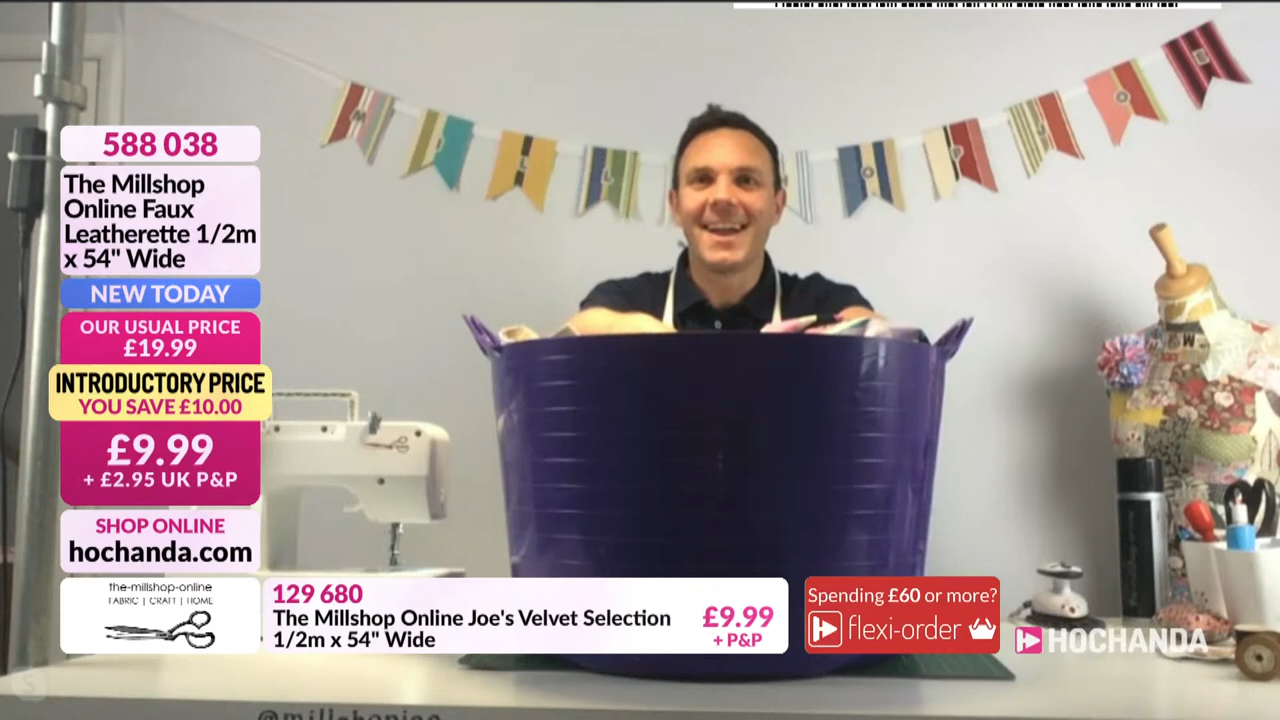 588 038
The Millshop
Online Faux
Leatherette 1/2m
x 54" Wide
NEW TODAY
OUR USUAL PRICE
£19.99
INTRODUCTORY PRICE
YOU SAVE £10.00
£9.99
+ £2.95 UK P&P
SHOP ONLINE
hochanda.com
the-millshop-online
FABRIC | CRAFT | HOME
129 680
The Millshop Online Joe's Velvet Selection
1/2m x 54" Wide
£9.99
+ P&P
Spending £60 or more?
flexi-order
HOCHANDA
@millshopjoe